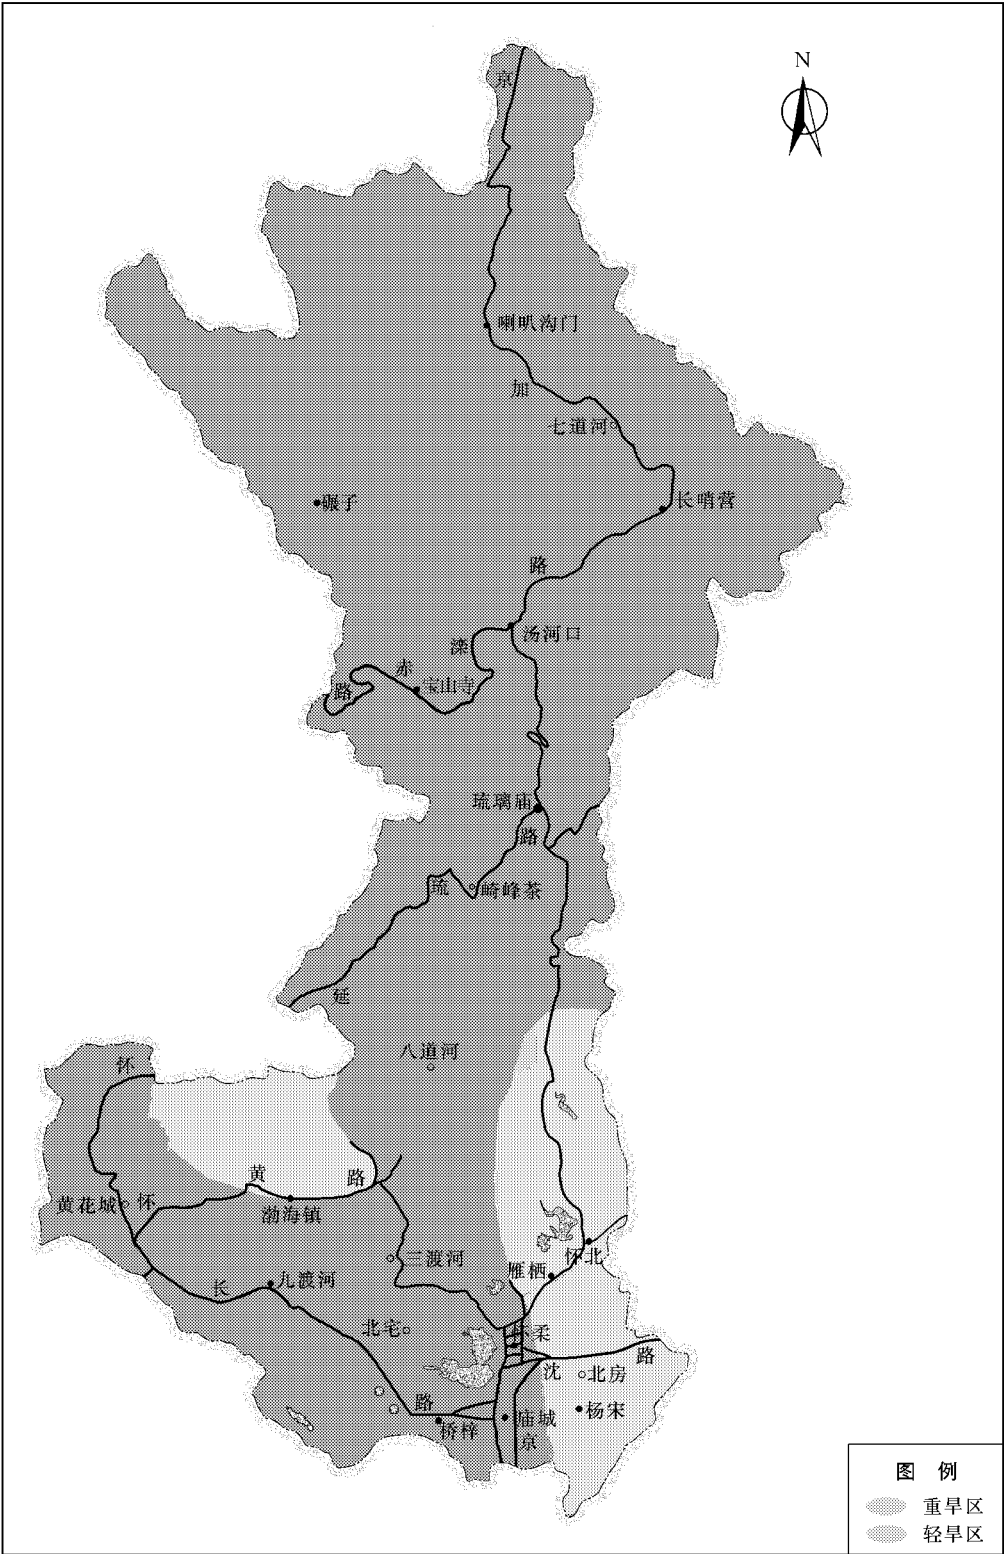 N
京
喇叭沟门
加
七道河
碾子
长哨营
路
汤河口
滦
赤
宝山寺
路
琉璃庙
路
琉
崎峰茶
延
八道河
怀
黄
路
黄花城
怀
渤海镇
三渡河
怀北
雁栖
长
九渡河
北宅
怀柔
路
沈
北房
路
杨宋
庙城
桥梓
京
图 例
重旱区
轻旱区